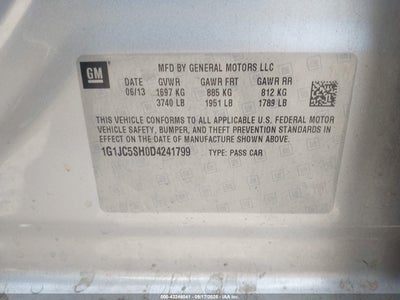 GM
MFD BY GENERAL MOTORS LLC
DATE GVWR GAWR FRT GAWR RR
06/13 1697 KG 885 KG 812 KG
3740 LB 1951 LB 1789 LB
THIS VEHICLE CONFORMS TO ALL APPLICABLE U.S. FEDERAL MOTOR
VEHICLE SAFETY, BUMPER, AND THEFT PREVENTION STANDARDS IN
EFFECT ON THE DATE OF MANUFACTURE SHOWN ABOVE.
1G1JC5SH0D4241799 TYPE: PASS CAR